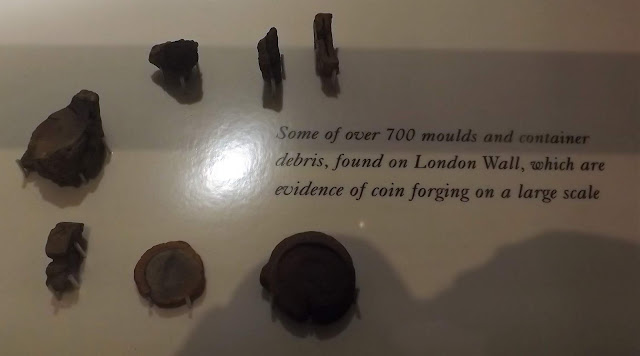 Some of over 700 moulds and container
debris, found on London Wall, which are
evidence of coin forging on a large scale